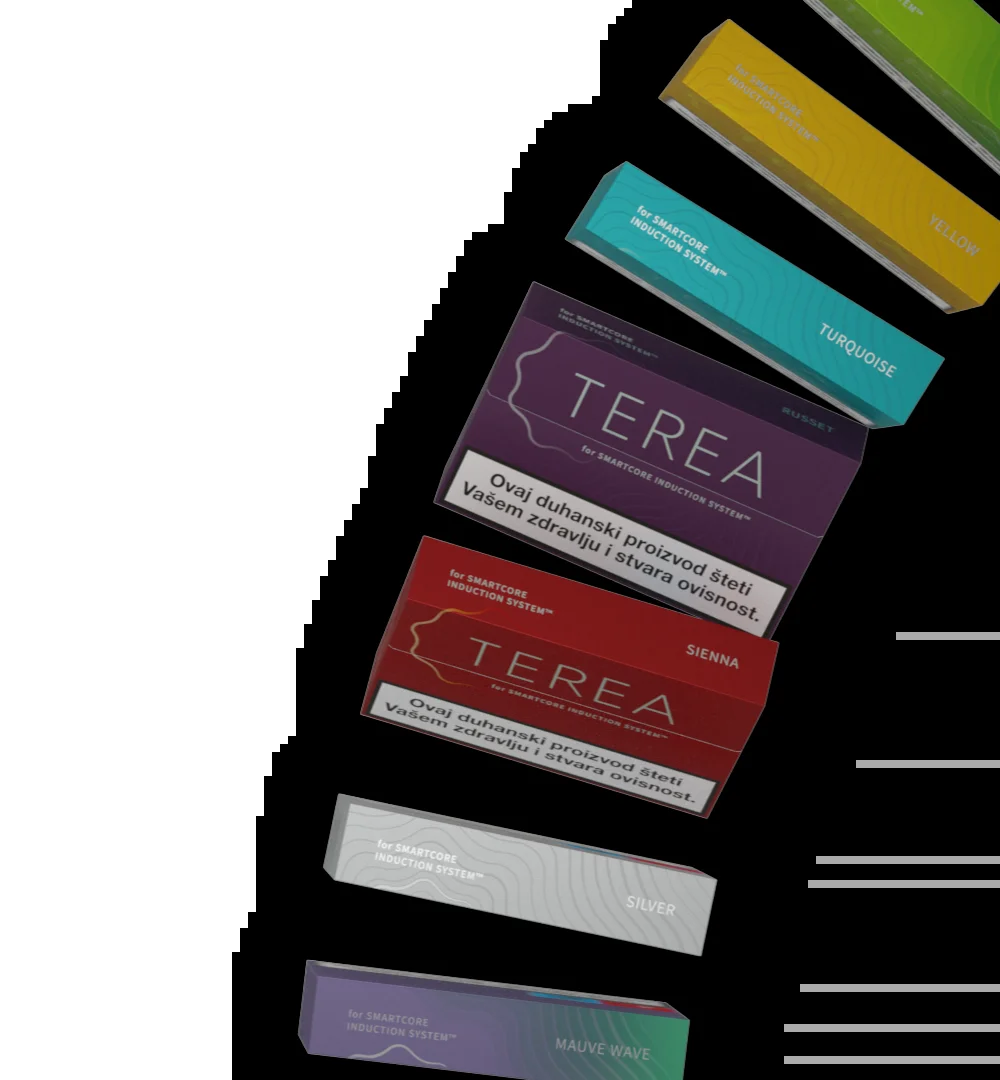 for SMARTCORE
INDUCTION SYSTEM™
YELLOW
for SMARTCORE
INDUCTION SYSTEM™
TURQUOISE
for SMARTCORE
INDUCTION SYSTEM™
RUSSET
TEREA
for SMARTCORE INDUCTION SYSTEM™
Ovaj duhanski proizvod šteti
Vašem zdravlju i stvara ovisnost.
for SMARTCORE
INDUCTION SYSTEM™
SIENNA
TEREA
for SMARTCORE INDUCTION SYSTEM™
Ovaj duhanski proizvod šteti
Vašem zdravlju i stvara ovisnost.
for SMARTCORE
INDUCTION SYSTEM™
SILVER
for SMARTCORE
INDUCTION SYSTEM™
MAUVE WAVE